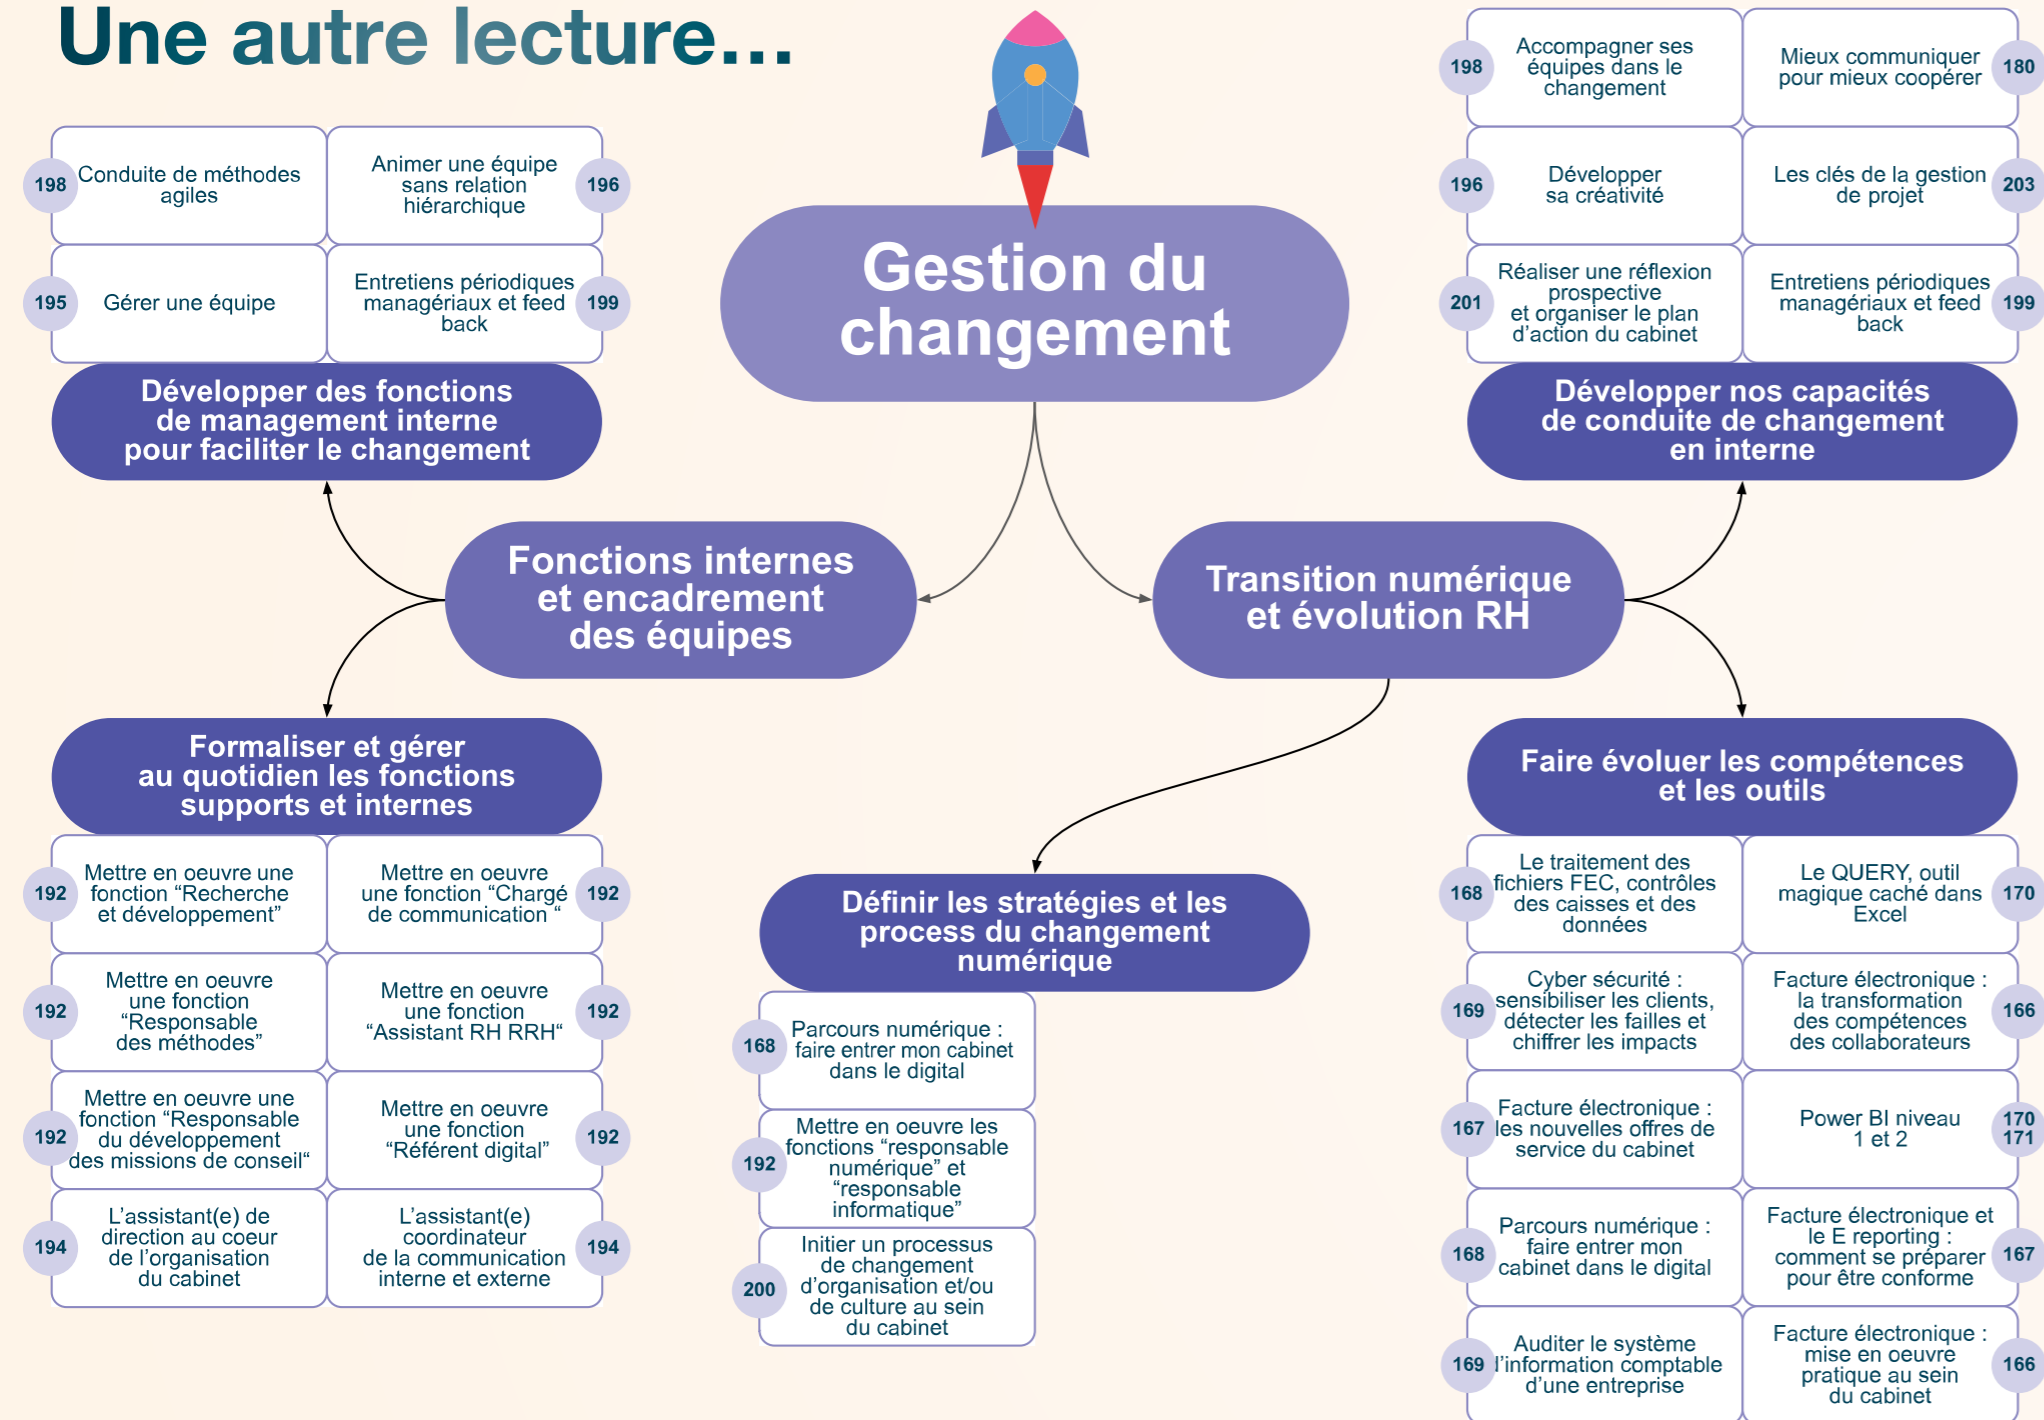 Une autre lecture...
198
Conduite de méthodes
agiles
Animer une équipe
sans relation
hiérarchique
196
195
Gérer une équipe
Entretiens périodiques
managériaux et feed
back
199
Développer des fonctions
de management interne
pour faciliter le changement
Gestion du
changement
198
Accompagner ses
équipes dans le
changement
Mieux communiquer
pour mieux coopérer
180
196
Développer
sa créativité
Les clés de la gestion
de projet
203
201
Réaliser une réflexion
prospective
et organiser le plan
d’action du cabinet
Entretiens périodiques
managériaux et feed
back
199
Développer nos capacités
de conduite de changement
en interne
Fonctions internes
et encadrement
des équipes
Transition numérique
et évolution RH
Formaliser et gérer
au quotidien les fonctions
supports et internes
192
Mettre en oeuvre une
fonction “Recherche
et développement”
Mettre en oeuvre
une fonction “Chargé
de communication “
192
192
Mettre en oeuvre
une fonction
“Responsable
des méthodes”
Mettre en oeuvre
une fonction
“Assistant RH RRH“
192
192
Mettre en oeuvre une
fonction “Responsable
du développement
des missions de conseil“
Mettre en oeuvre
une fonction
“Référent digital”
192
194
L’assistant(e) de
direction au coeur
de l’organisation
du cabinet
L’assistant(e)
coordinateur
de la communication
interne et externe
194
Définir les stratégies et les
process du changement
numérique
168
Parcours numérique :
faire entrer mon cabinet
dans le digital
192
Mettre en oeuvre les
fonctions “responsable
numérique” et
“responsable
informatique”
200
Initier un processus
de changement
d’organisation et/ou
de culture au sein
du cabinet
Faire évoluer les compétences
et les outils
168
Le traitement des
fichiers FEC, contrôles
des caisses et des
données
Le QUERY, outil
magique caché dans
Excel
170
169
Cyber sécurité :
sensibiliser les clients,
détecter les failles et
chiffrer les impacts
Facture électronique :
la transformation
des compétences
des collaborateurs
166
167
Facture électronique :
les nouvelles offres de
service du cabinet
Power BI niveau
1 et 2
170
171
168
Parcours numérique :
faire entrer mon
cabinet dans le digital
Facture électronique et
le E reporting :
comment se préparer
pour être conforme
167
169
Auditer le système
d’information comptable
d’une entreprise
Facture électronique :
mise en oeuvre
pratique au sein
du cabinet
166